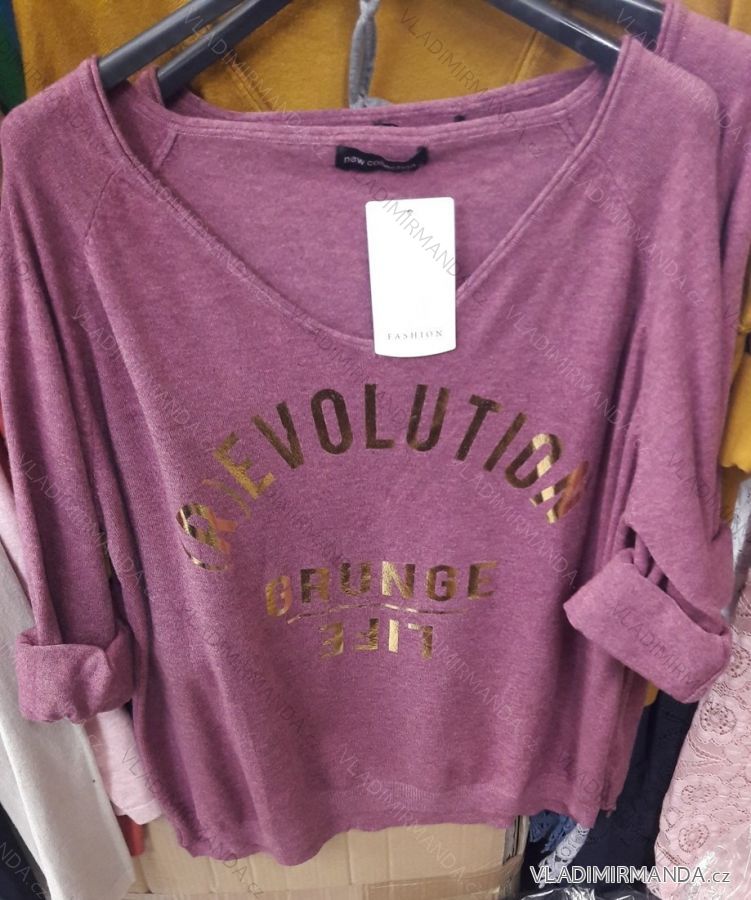 new collection
FASHION
(R)EVOLUTION
GRUNGE
LIFE
VLADIMIRMANDA.cz